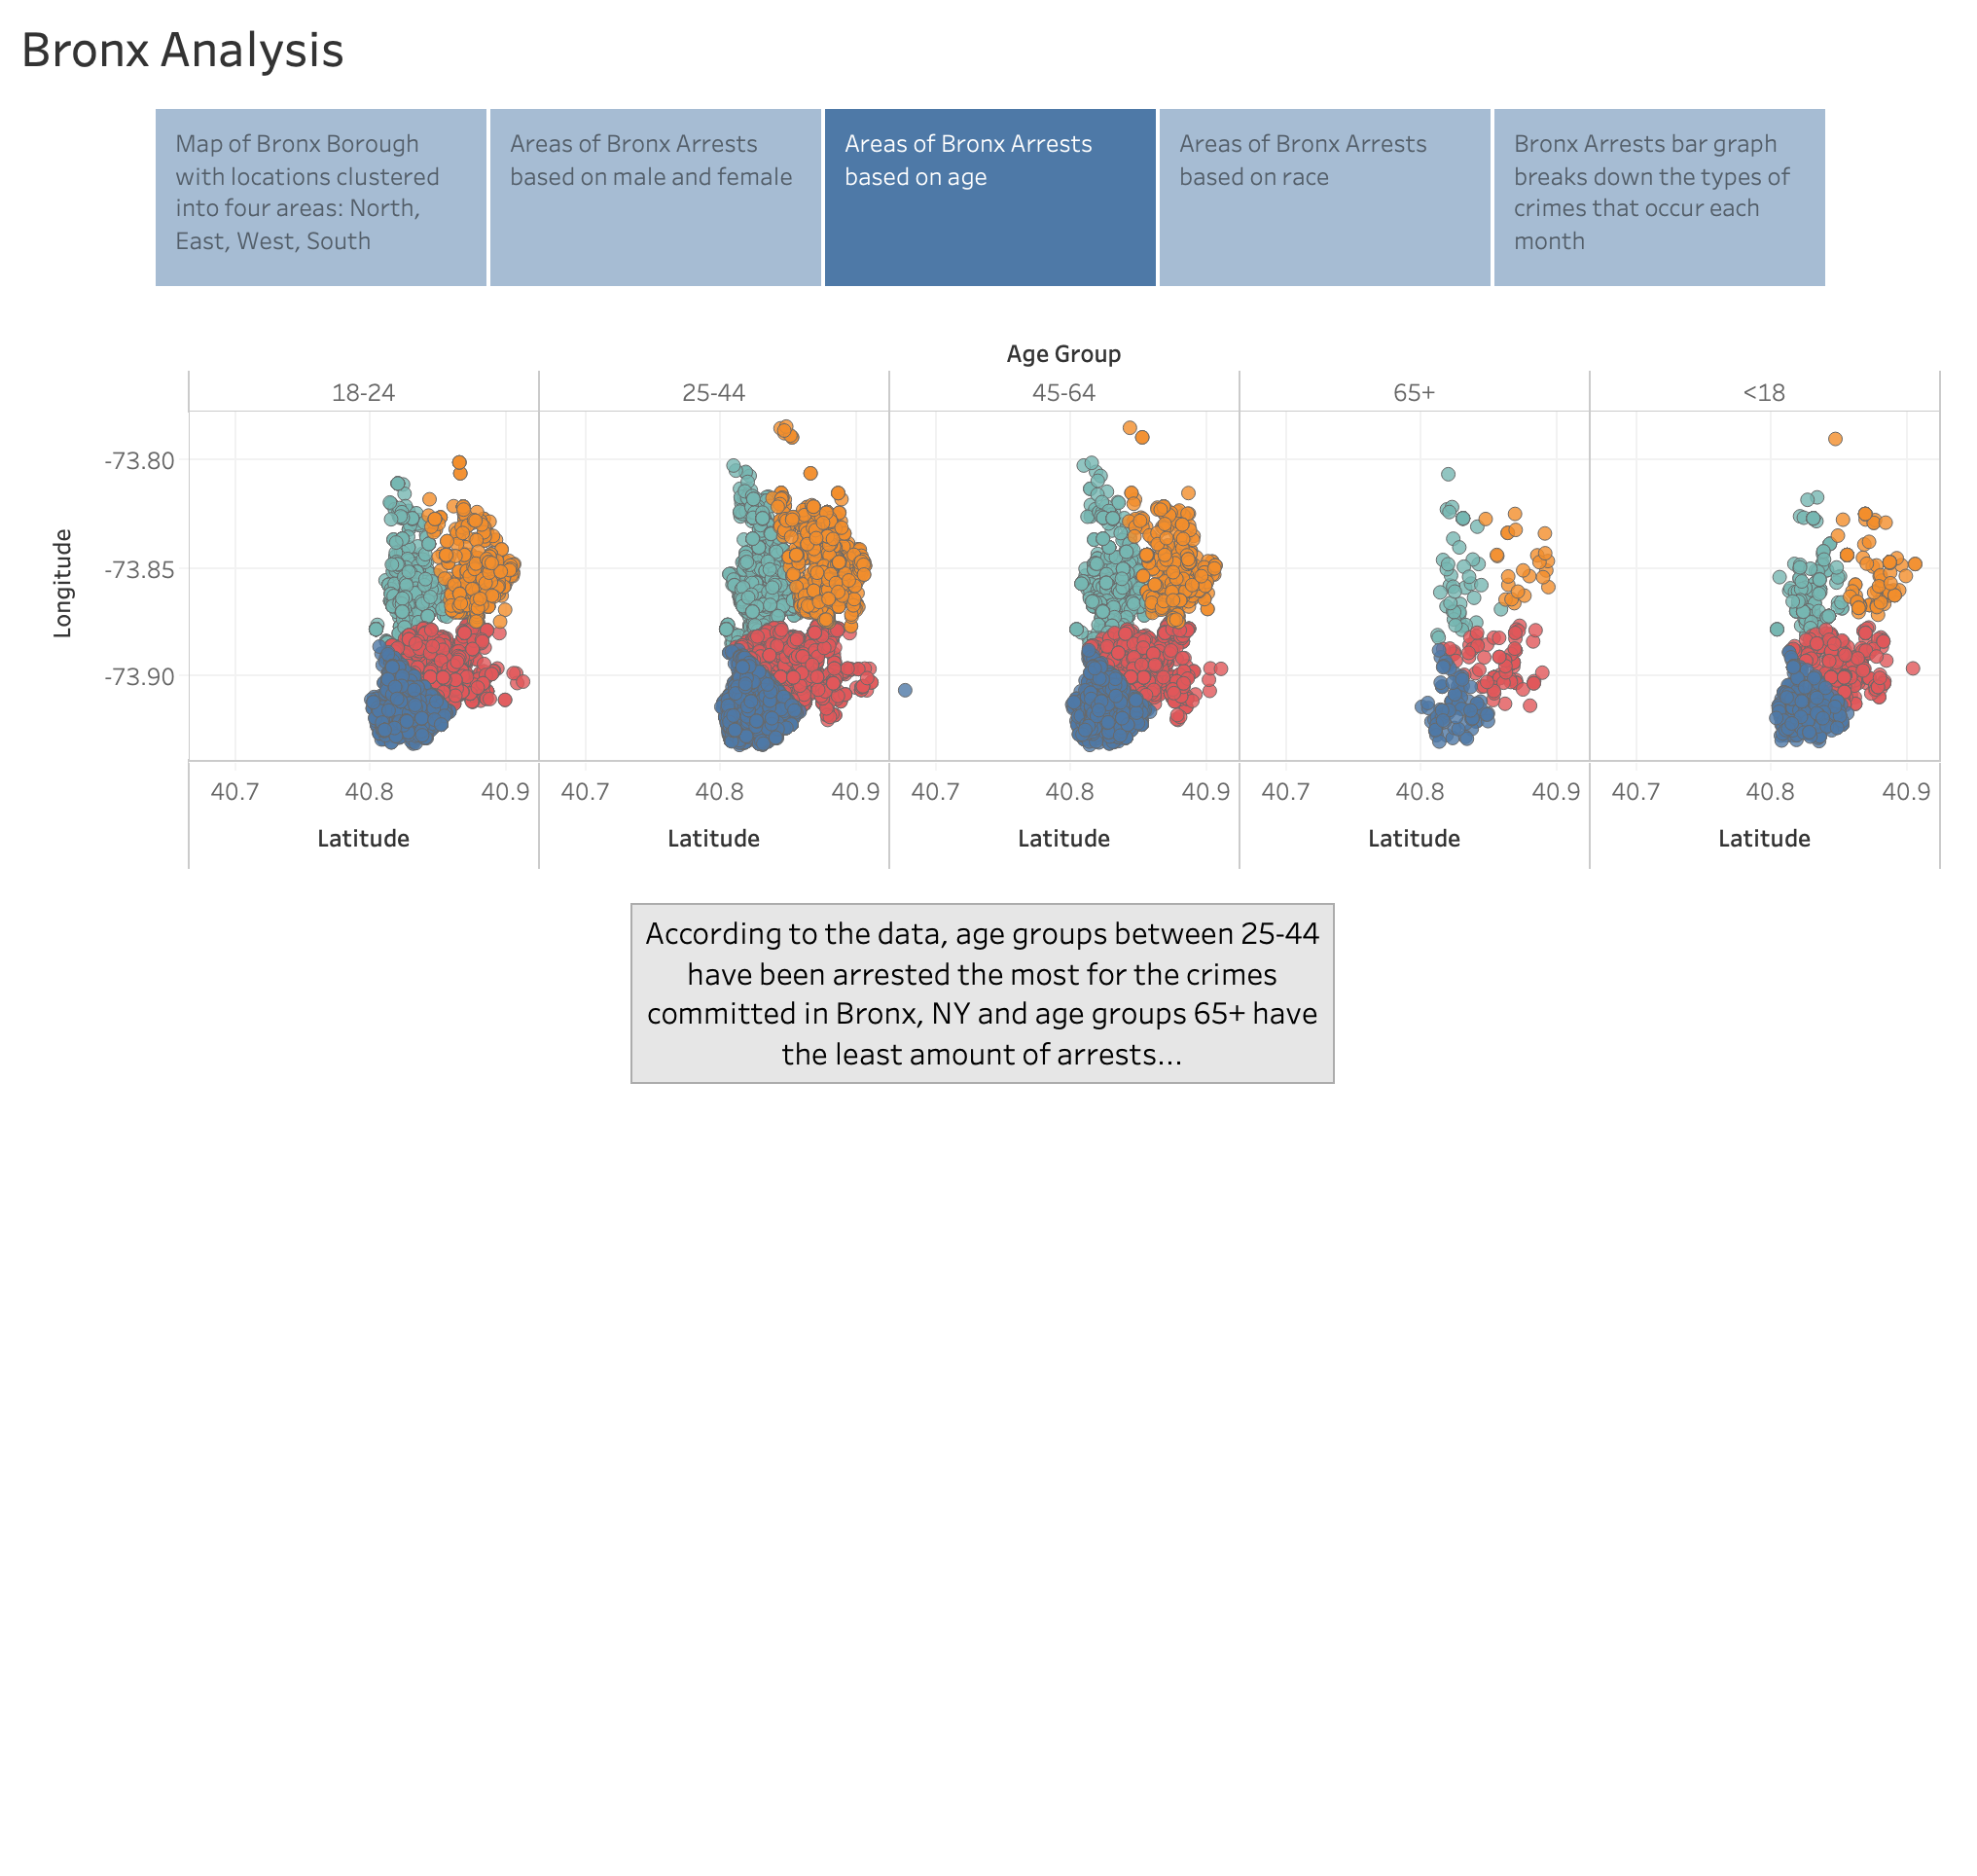 Bronx Analysis
Map of Bronx Borough
with locations clustered
into four areas: North,
East, West, South
Areas of Bronx Arrests
based on male and female
Areas of Bronx Arrests
based on age
Areas of Bronx Arrests
based on race
Bronx Arrests bar graph
breaks down the types of
crimes that occur each
month
Age Group
18-24 25-44 45-64 65+ <18
Longitude
-73.80
-73.85
-73.90
40.7 40.8 40.9 40.7 40.8 40.9 40.7 40.8 40.9 40.7 40.8 40.9 40.7 40.8 40.9
Latitude Latitude Latitude Latitude Latitude
According to the data, age groups between 25-44
have been arrested the most for the crimes
committed in Bronx, NY and age groups 65+ have
the least amount of arrests...